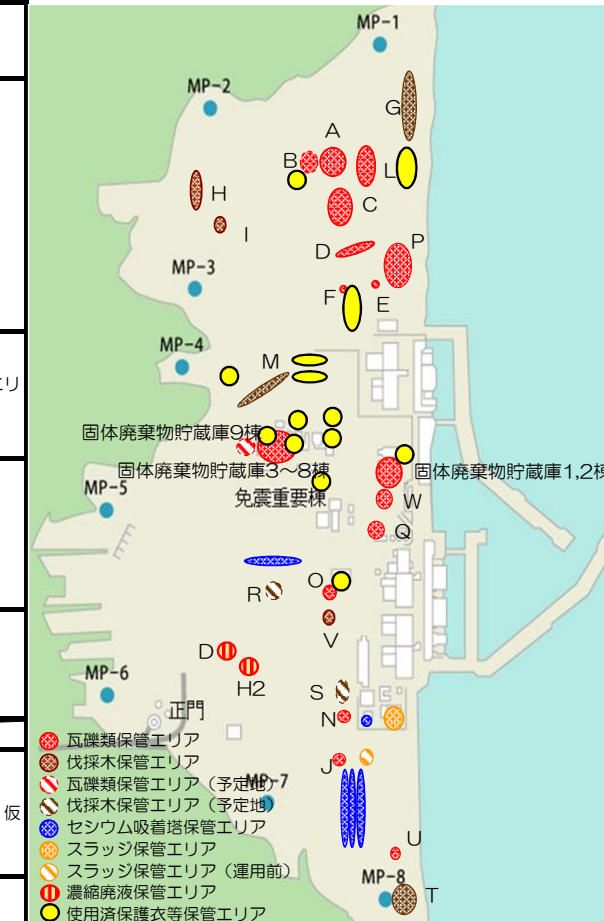 MP-1
MP-2
G
A
B
L
H
C
I
D
P
MP-3
F
E
MP-4
エリ
M
固体廃棄物貯蔵庫9棟
固体廃棄物貯蔵庫3～8棟
固体廃棄物貯蔵庫1,2棟
MP-5
免震重要棟
W
Q
O
R
V
D
H2
MP-6
S
正門
N
瓦礫類保管エリア
伐採木保管エリア
J
瓦礫類保管エリア（予定地）
MP-7
伐採木保管エリア（予定地）
仮
セシウム吸着塔保管エリア
スラッジ保管エリア
U
スラッジ保管エリア（運用前）
MP-8
濃縮廃液保管エリア
T
使用済保護衣等保管エリア